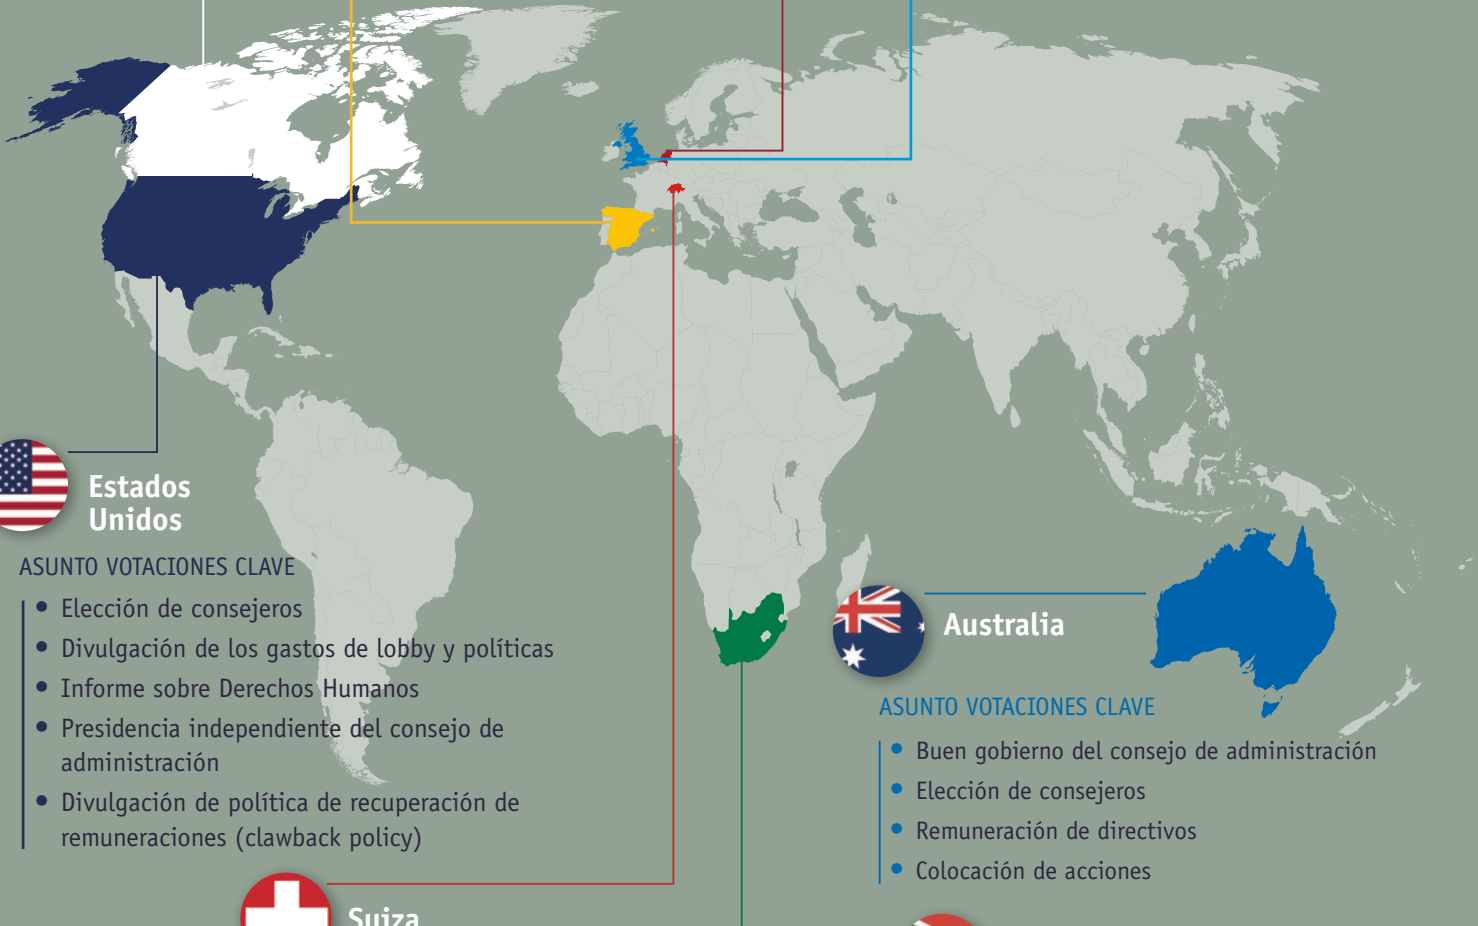 Estados
Unidos
ASUNTO VOTACIONES CLAVE
• Elección de consejeros
• Divulgación de los gastos de lobby y políticas
• Informe sobre Derechos Humanos
• Presidencia independiente del consejo de
administración
• Divulgación de política de recuperación de
remuneraciones (clawback policy)
Australia
ASUNTO VOTACIONES CLAVE
• Buen gobierno del consejo de administración
• Elección de consejeros
• Remuneración de directivos
• Colocación de acciones
Suiza